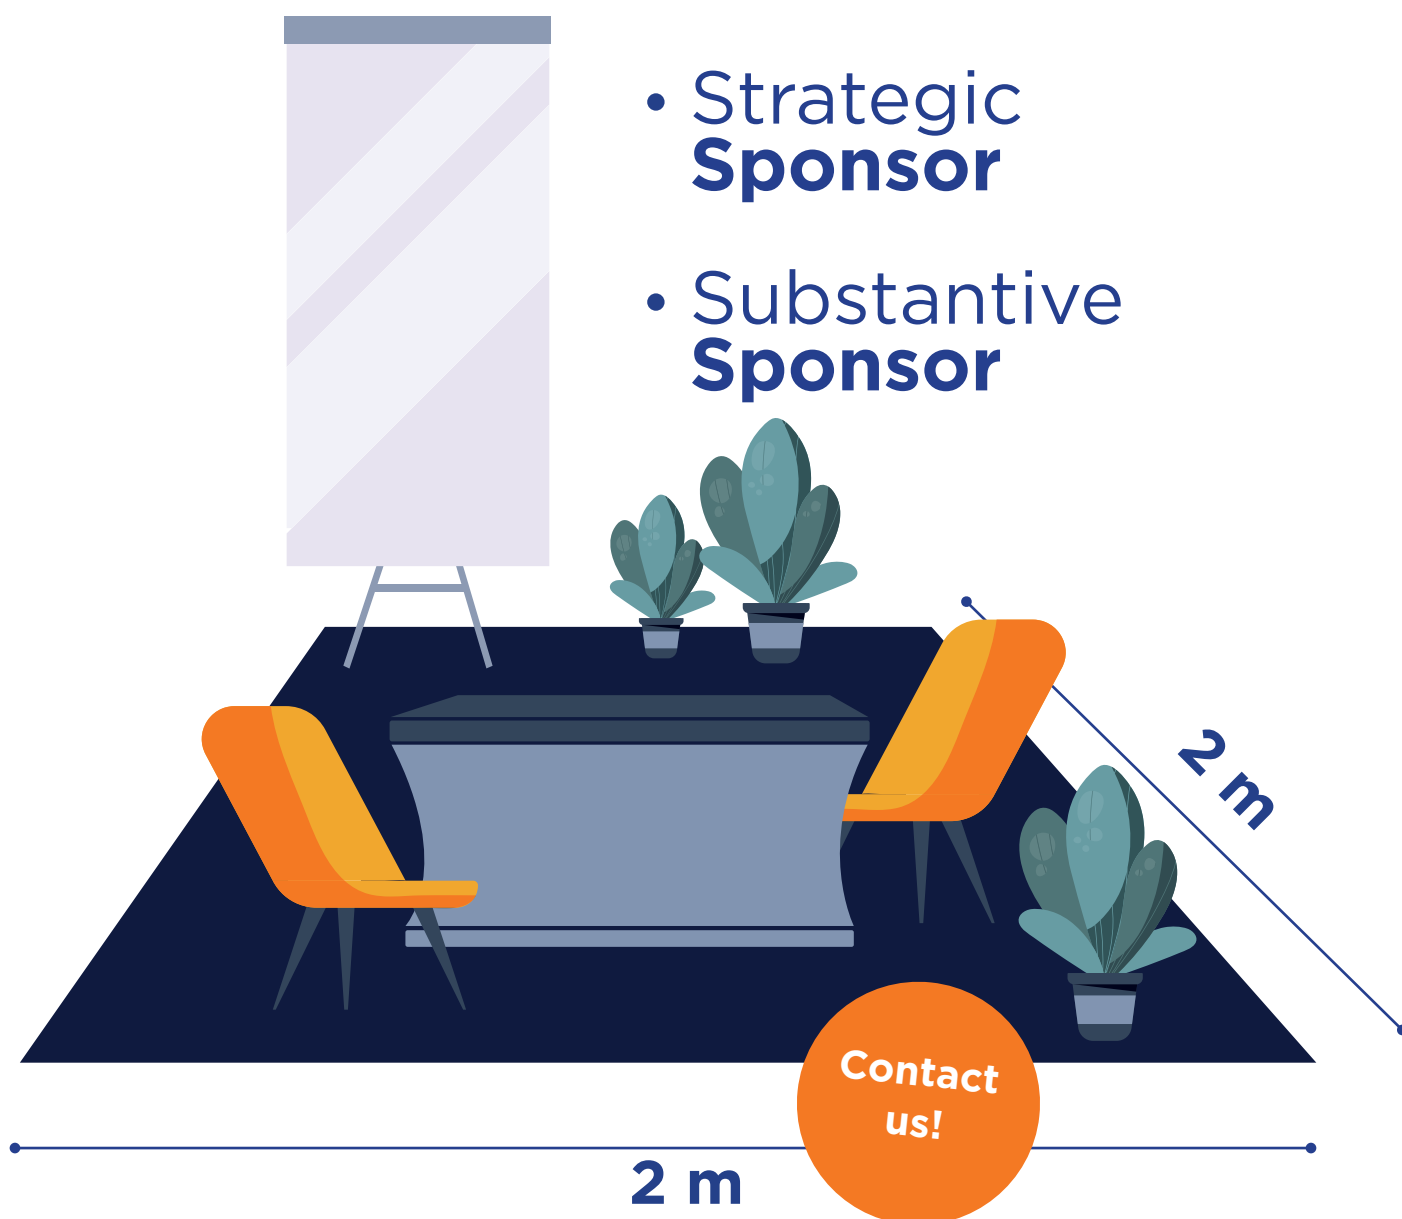 • Strategic
Sponsor
• Substantive
Sponsor
2 m
Contact
us!
2 m